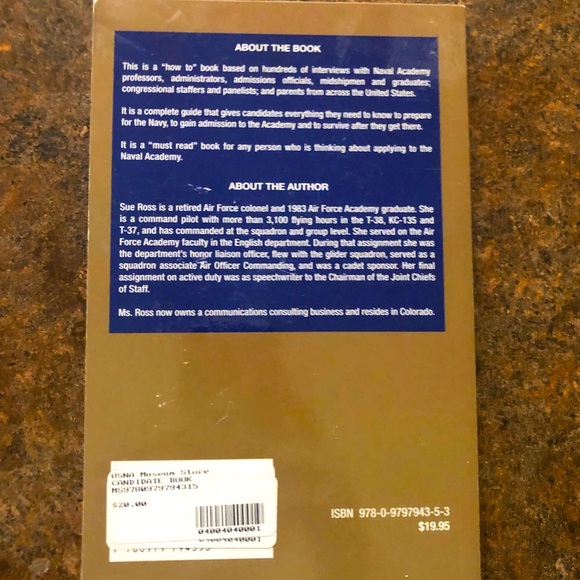 ABOUT THE BOOK
This is a "how to" book based on hundreds of interviews with Naval Academy
professors, administrators, admissions officials, midshipmen and graduates;
congressional staffers and panelists; and parents from across the United States.
It is a complete guide that gives candidates everything they need to know to prepare
for the Navy, to gain admission to the Academy and to survive after they get there.
It is a "must read" book for any person who is thinking about applying to the
Naval Academy.
ABOUT THE AUTHOR
Sue Ross is a retired Air Force colonel and 1983 Air Force Academy graduate. She
is a command pilot with more than 3,100 flying hours in the T-38, KC-135 and
T-37, and has commanded at the squadron and group level. She served on the Air
Force Academy faculty in the English department. During that assignment she was
the department's honor liaison officer, flew with the glider squadron, served as a
squadron associate Air Officer Commanding, and was a cadet sponsor. Her final
assignment on active duty was as speechwriter to the Chairman of the Joint Chiefs
of Staff.
Ms. Ross now owns a communications consulting business and resides in Colorado.
USNA Museum Store
CANDIDATE BOOK
MS9780979794315
$20.00
04004040001
04004040001
ISBN 978-0-9797943-5-3
$19.95